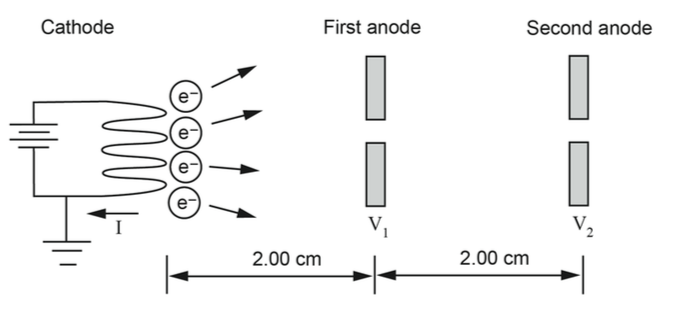 Cathode
First anode
Second anode
e⁻
e⁻
e⁻
e⁻
I
V₁
V₂
2.00 cm
2.00 cm